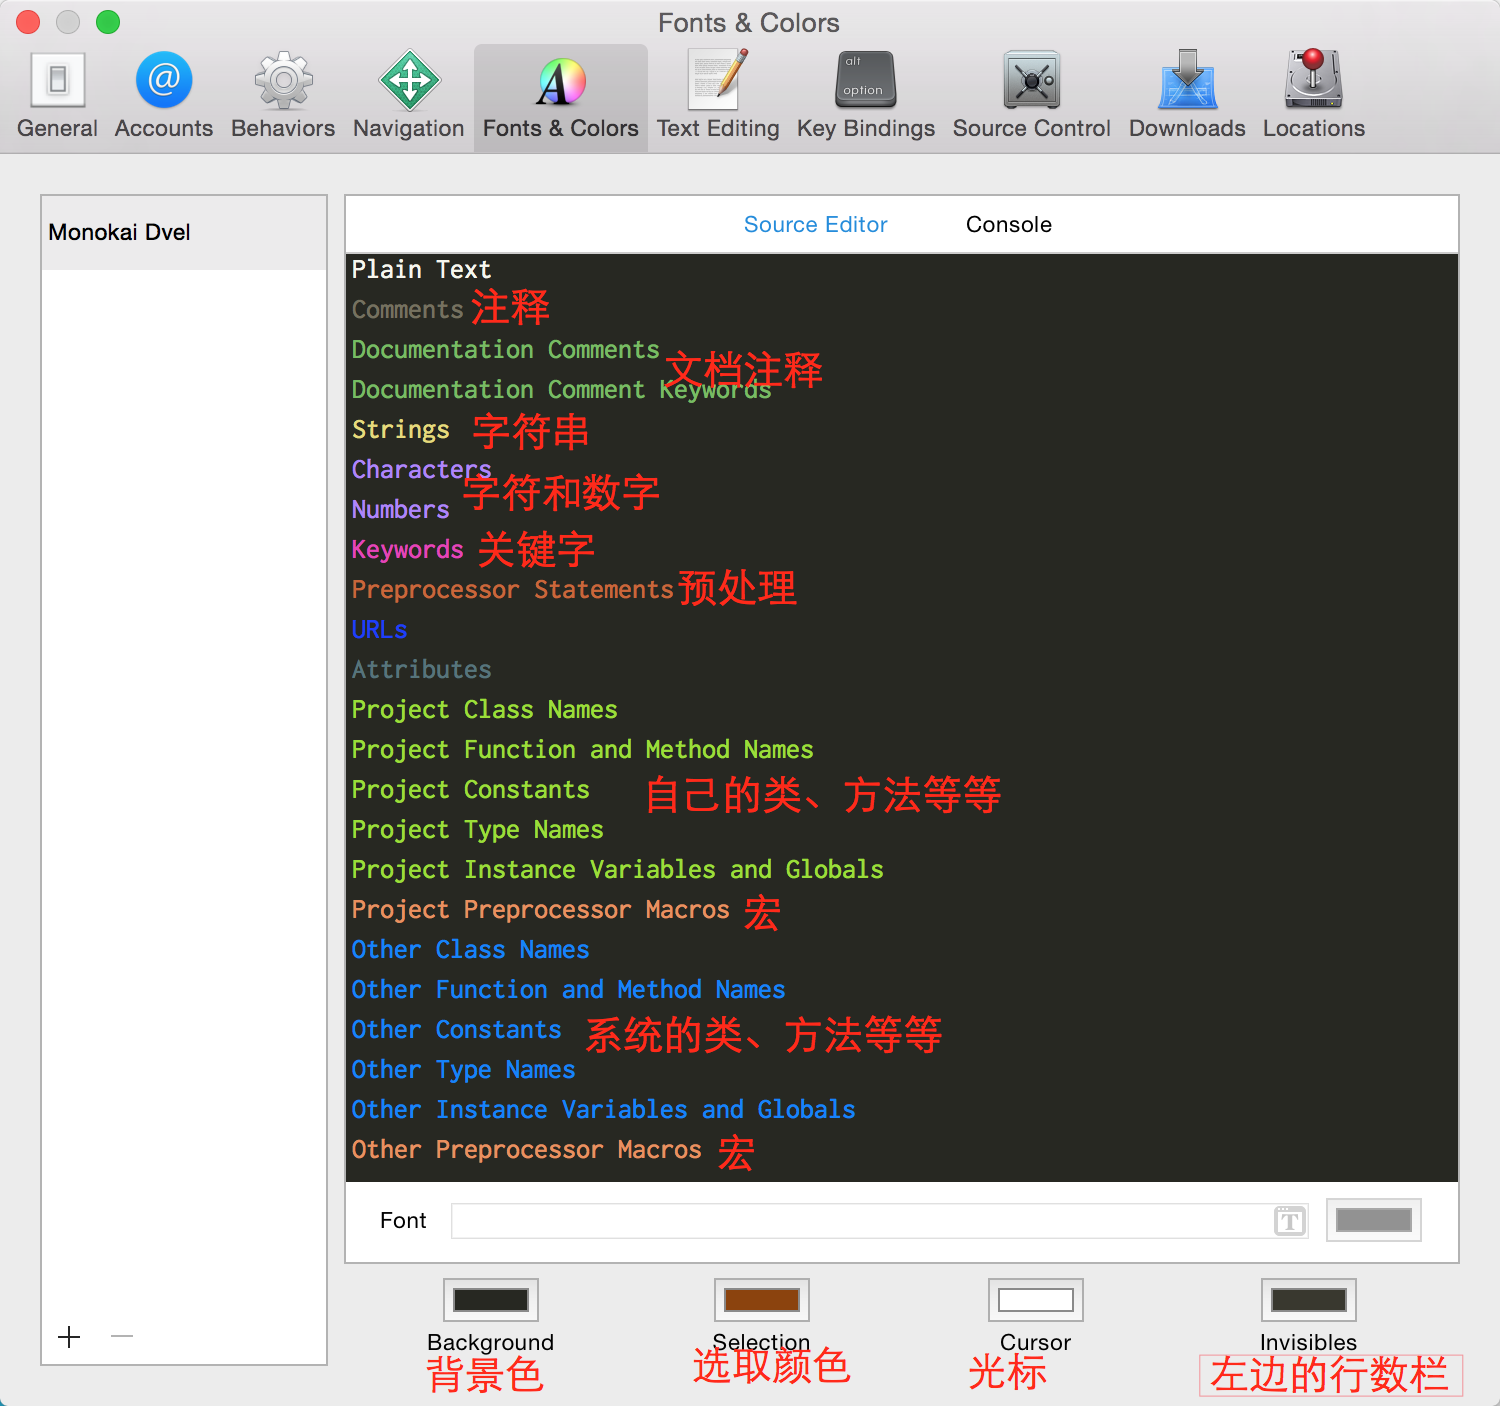 Fonts & Colors
General Accounts Behaviors Navigation Fonts & Colors Text Editing Key Bindings Source Control Downloads Locations
alt
option
Monokai Dvel
Source Editor Console
Plain Text
Comments 注释
Documentation Comments
文档注释
Documentation Comment Keywords
Strings 字符串
Characters
字符和数字
Numbers
Keywords 关键字
Preprocessor Statements 预处理
URLs
Attributes
Project Class Names
Project Function and Method Names
Project Constants 自己的类、方法等等
Project Type Names
Project Instance Variables and Globals
Project Preprocessor Macros 宏
Other Class Names
Other Function and Method Names
Other Constants 系统的类、方法等等
Other Type Names
Other Instance Variables and Globals
Other Preprocessor Macros 宏
Font
Background Selection Cursor Invisibles
背景色 选取颜色 光标 左边的行数栏